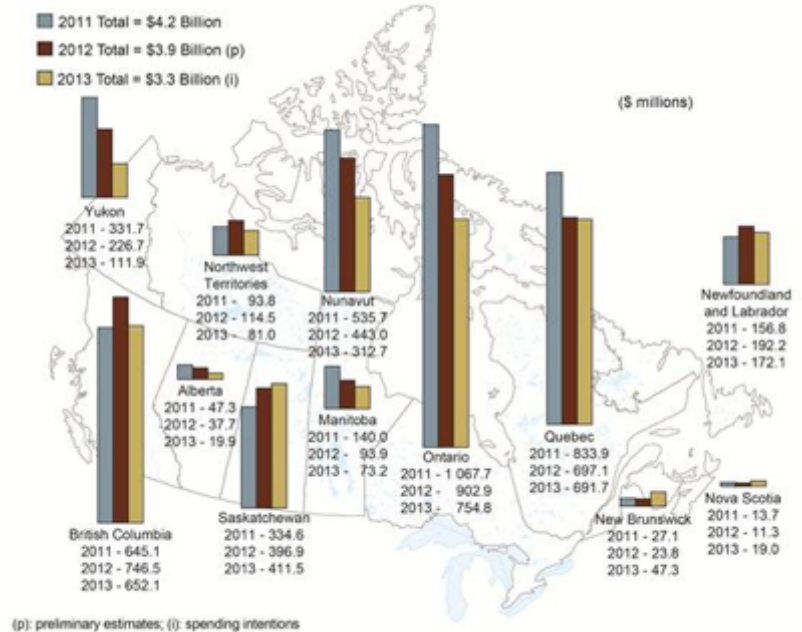 2011 Total = $4.2 Billion
2012 Total = $3.9 Billion (p)
2013 Total = $3.3 Billion (i)
($ millions)
Yukon
2011 - 331.7
2012 - 226.7
2013 - 111.9
Northwest
Territories
2011 - 93.8
2012 - 114.5
2013 - 81.0
Nunavut
2011 - 535.7
2012 - 443.0
2013 - 312.7
Newfoundland
and Labrador
2011 - 156.8
2012 - 192.2
2013 - 172.1
British Columbia
2011 - 645.1
2012 - 746.5
2013 - 652.1
Alberta
2011 - 47.3
2012 - 37.7
2013 - 19.9
Saskatchewan
2011 - 334.6
2012 - 396.9
2013 - 411.5
Manitoba
2011 - 140.0
2012 - 93.9
2013 - 73.2
Ontario
2011 - 1 067.7
2012 - 902.9
2013 - 754.8
Quebec
2011 - 833.9
2012 - 697.1
2013 - 691.7
New Brunswick
2011 - 27.1
2012 - 23.8
2013 - 47.3
Nova Scotia
2011 - 13.7
2012 - 11.3
2013 - 19.0
(p): preliminary estimates; (i): spending intentions